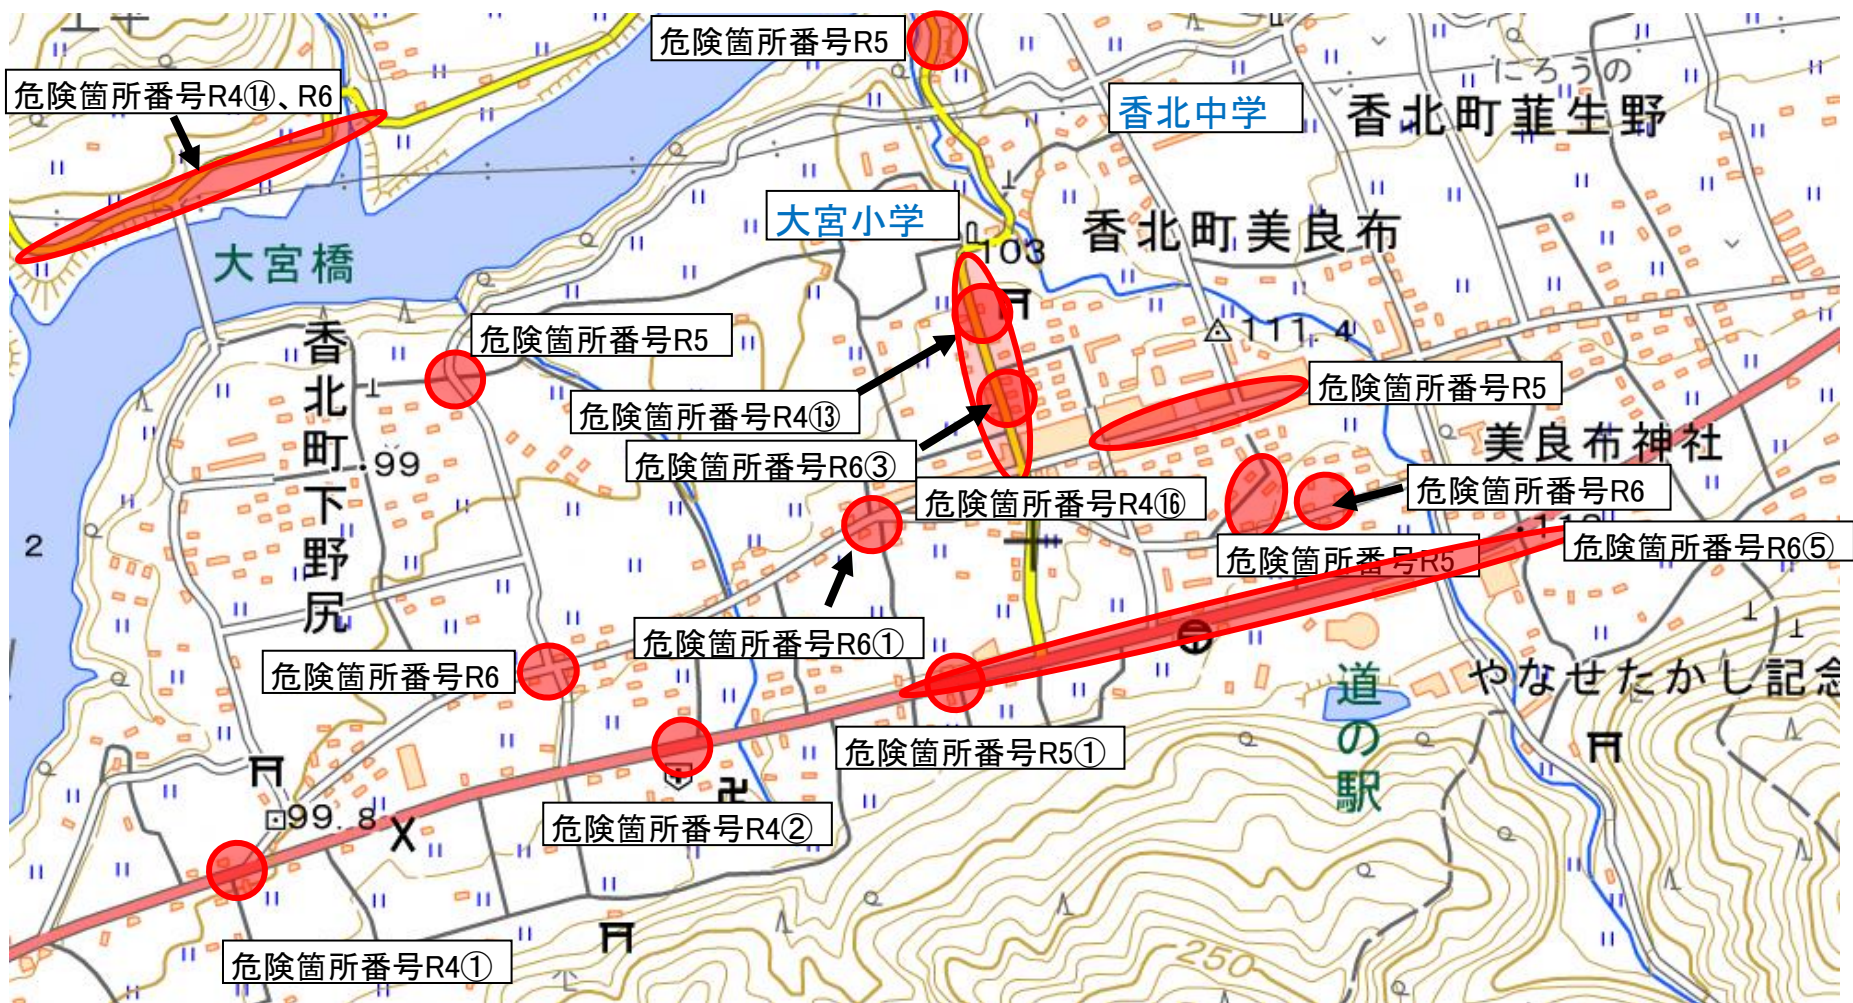 危険箇所番号R5
危険箇所番号R4⑭、R6
にろうの
香北町韮生野
香北中学
大宮小学
香北町美良布
103
大宮橋
危険箇所番号R5
111.4
香北町下野尻
危険箇所番号R5
危険箇所番号R4⑬
99
美良布神社
危険箇所番号R6③
危険箇所番号R6
危険箇所番号R4⑯
2
危険箇所番号R5
危険箇所番号R6⑤
危険箇所番号R6①
危険箇所番号R6
道の駅
やなせたかし記念
危険箇所番号R5①
99.8
危険箇所番号R4②
危険箇所番号R4①
250